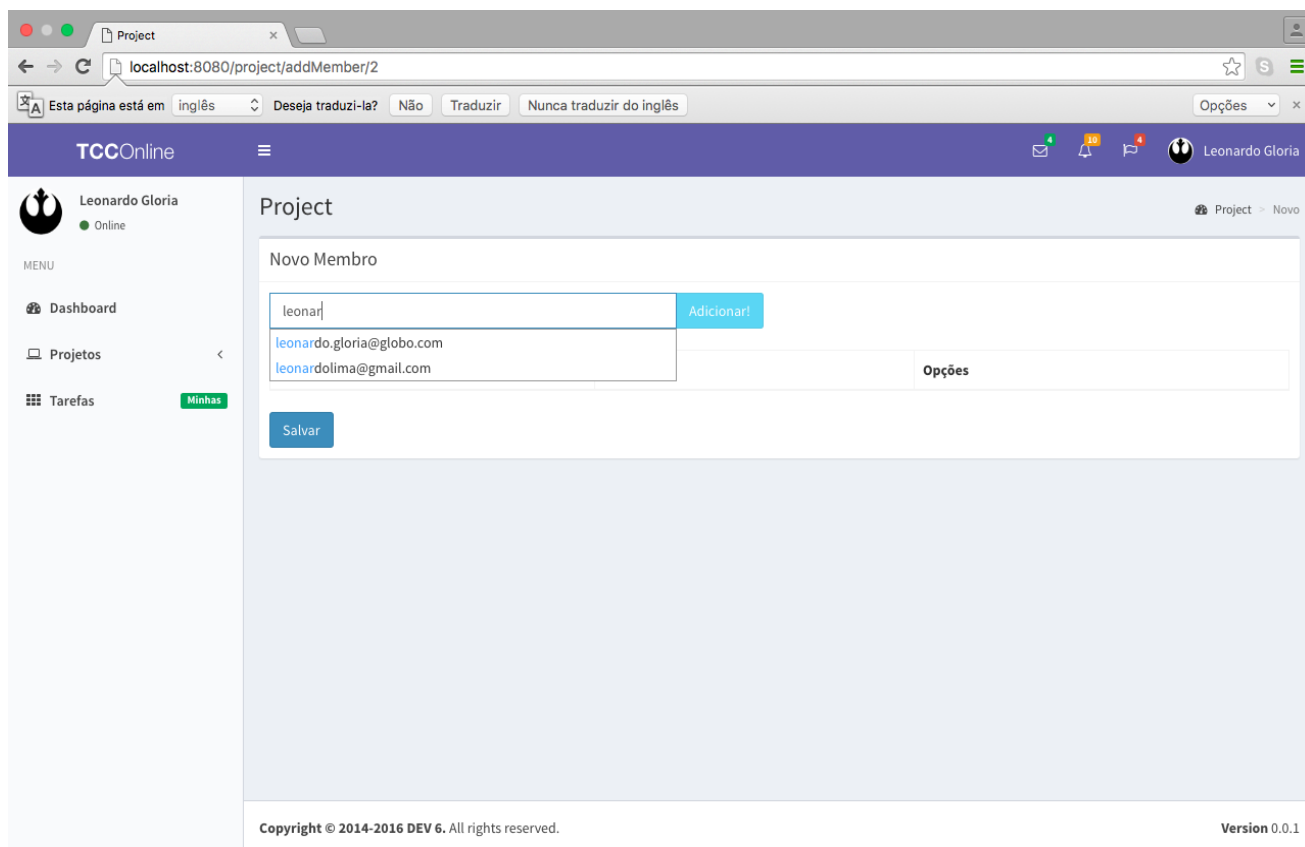 Project
localhost:8080/project/addMember/2
Esta página está em inglês Deseja traduzi-la? Não Traduzir Nunca traduzir do inglês Opções
TCCOnline 4 10 4 Leonardo Gloria
Leonardo Gloria
Online
Project
Project > Novo
MENU
Novo Membro
Dashboard
leonar Adicionar!
leonardo.gloria@globo.com
leonardolima@gmail.com
Projetos
Opções
Tarefas Minhas
Salvar
Copyright © 2014-2016 DEV 6. All rights reserved. Version 0.0.1